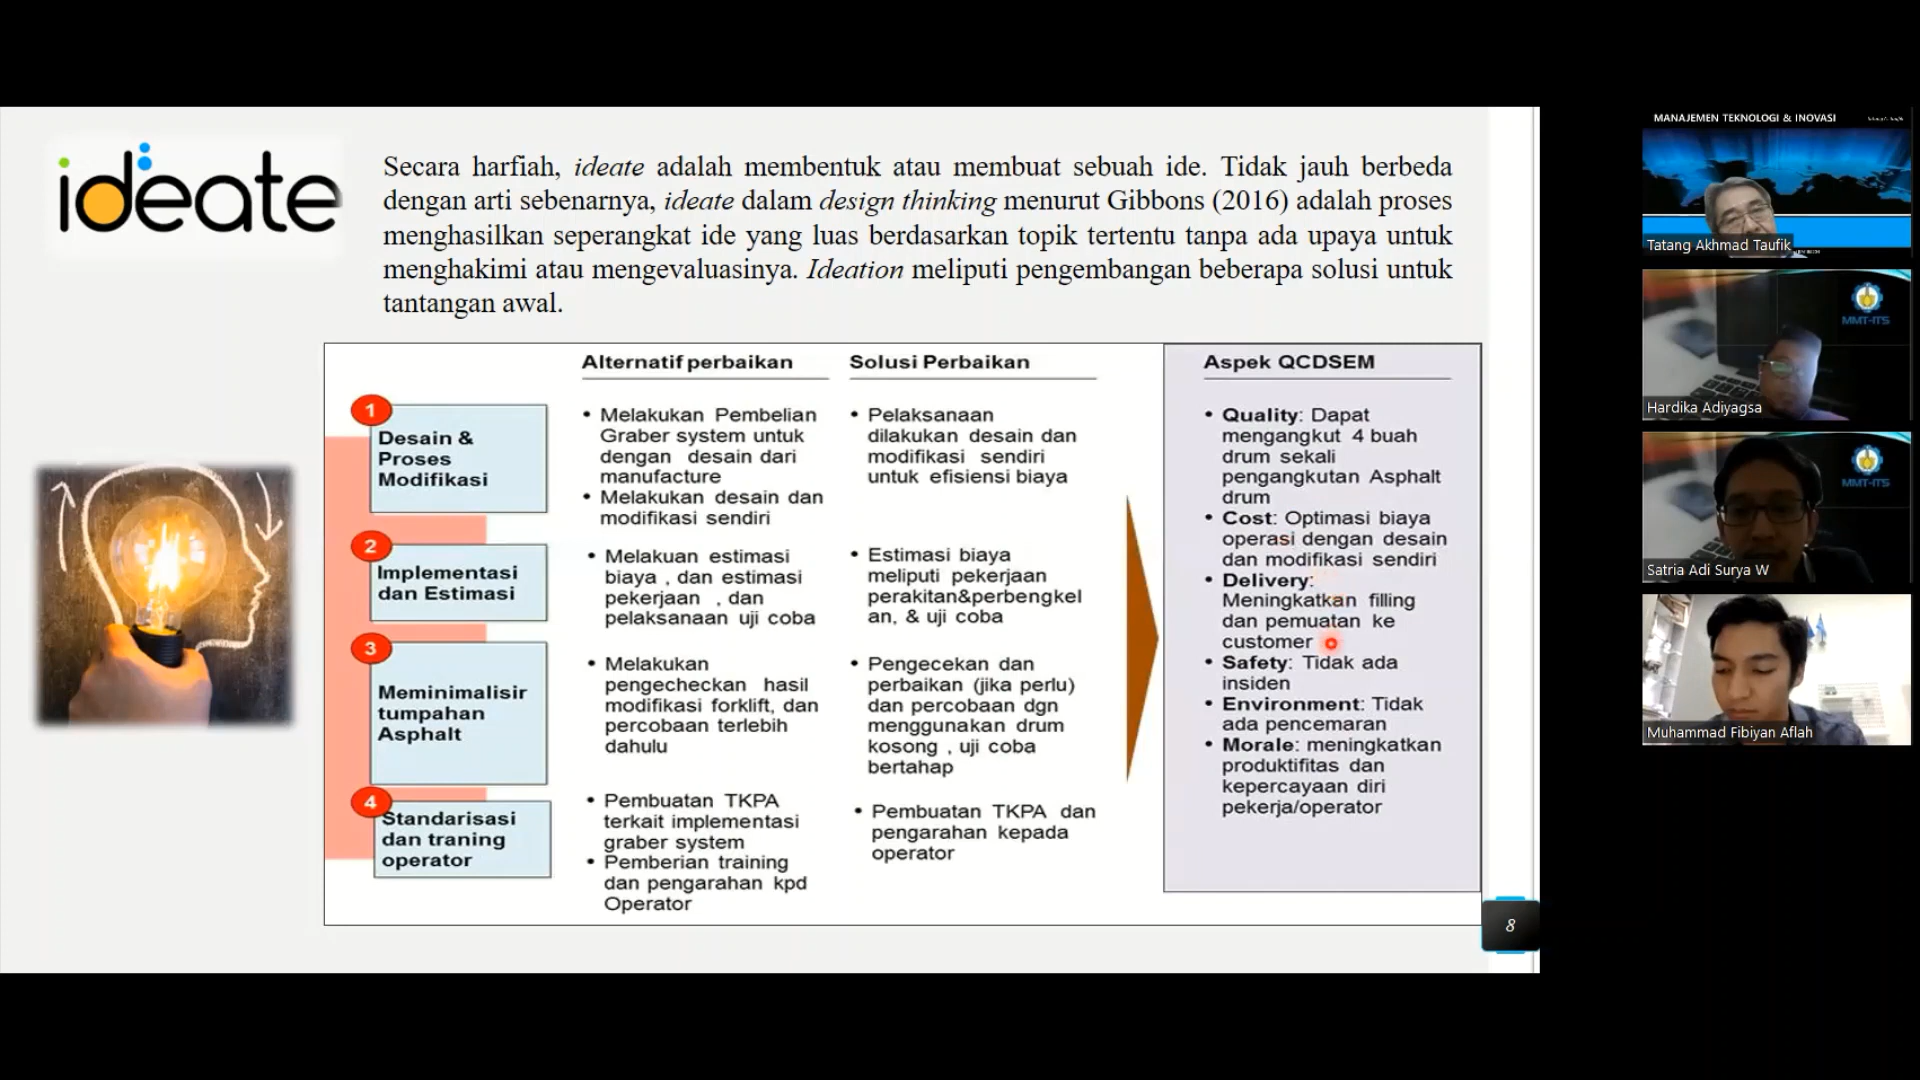 ideate
Secara harfiah, ideate adalah membentuk atau membuat sebuah ide. Tidak jauh berbeda
dengan arti sebenarnya, ideate dalam design thinking menurut Gibbons (2016) adalah proses
menghasilkan seperangkat ide yang luas berdasarkan topik tertentu tanpa ada upaya untuk
menghakimi atau mengevaluasinya. Ideation meliputi pengembangan beberapa solusi untuk
tantangan awal.
Alternatif perbaikan
Solusi Perbaikan
Aspek QCDSEM
1
Desain &
Proses
Modifikasi
• Melakukan Pembelian
Graber system untuk
dengan desain dari
manufacture
• Melakukan desain dan
modifikasi sendiri
• Pelaksanaan
dilakukan desain dan
modifikasi sendiri
untuk efisiensi biaya
2
Implementasi
dan Estimasi
• Melakuan estimasi
biaya , dan estimasi
pekerjaan , dan
pelaksanaan uji coba
• Estimasi biaya
meliputi pekerjaan
perakitan&perbengkel
an, & uji coba
3
Meminimalisir
tumpahan
Asphalt
• Melakukan
pengecheckan hasil
modifikasi forklift, dan
percobaan terlebih
dahulu
• Pengecekan dan
perbaikan (jika perlu)
dan percobaan dgn
menggunakan drum
kosong , uji coba
bertahap
4
Standarisasi
dan traning
operator
• Pembuatan TKPA
terkait implementasi
graber system
• Pemberian training
dan pengarahan kpd
Operator
• Pembuatan TKPA dan
pengarahan kepada
operator
• Quality: Dapat
mengangkut 4 buah
drum sekali
pengangkutan Asphalt
drum
• Cost: Optimasi biaya
operasi dengan desain
dan modifikasi sendiri
• Delivery:
Meningkatkan filling
dan pemuatan ke
customer
• Safety: Tidak ada
insiden
• Environment: Tidak
ada pencemaran
• Morale: meningkatkan
produktifitas dan
kepercayaan diri
pekerja/operator
8
MANAJEMEN TEKNOLOGI & INOVASI
Tatang Akhmad Taufik
MMT-ITS
Hardika Adiyagsa
MMT-ITS
Satria Adi Surya W
Muhammad Fibiyan Aflah